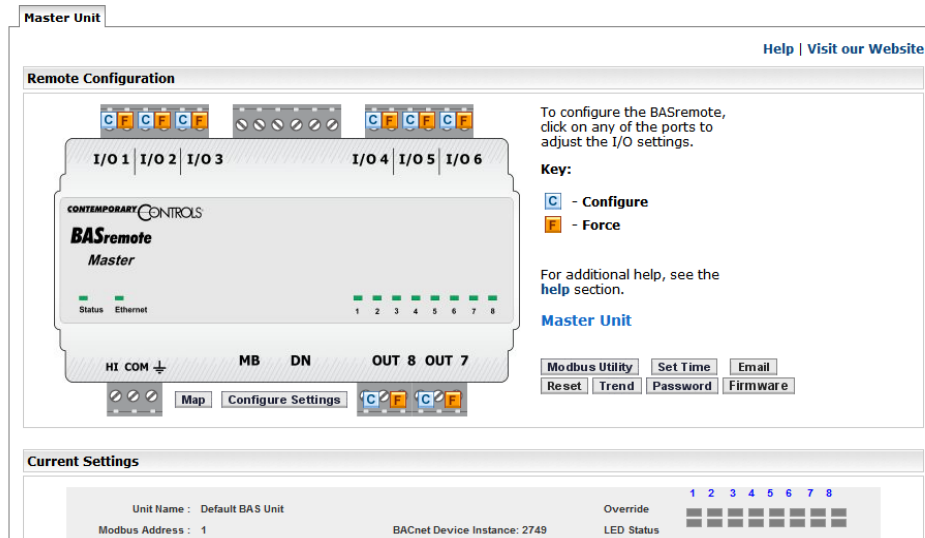 Master Unit
Help | Visit our Website
Remote Configuration
C F C F C F C F C F C F
I/O 1 I/O 2 I/O 3 I/O 4 I/O 5 I/O 6
To configure the BASremote,
click on any of the ports to
adjust the I/O settings.
Key:
C - Configure
F - Force
CONTEMPORARY CONTROLS
BASremote
Master
Status Ethernet 1 2 3 4 5 6 7 8
For additional help, see the
help section.
Master Unit
HI COM MB DN OUT 8 OUT 7
Map Configure Settings C F C F
Modbus Utility Set Time Email
Reset Trend Password Firmware
Current Settings
1 2 3 4 5 6 7 8
Unit Name : Default BAS Unit Override
Modbus Address : 1 BACnet Device Instance: 2749 LED Status